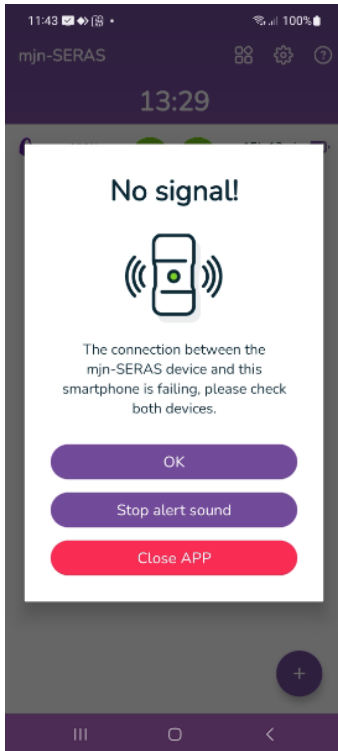 11:43
100%
mjn-SERAS
13:29
No signal!
The connection between the
mjn-SERAS device and this
smartphone is failing, please check
both devices.
OK
Stop alert sound
Close APP